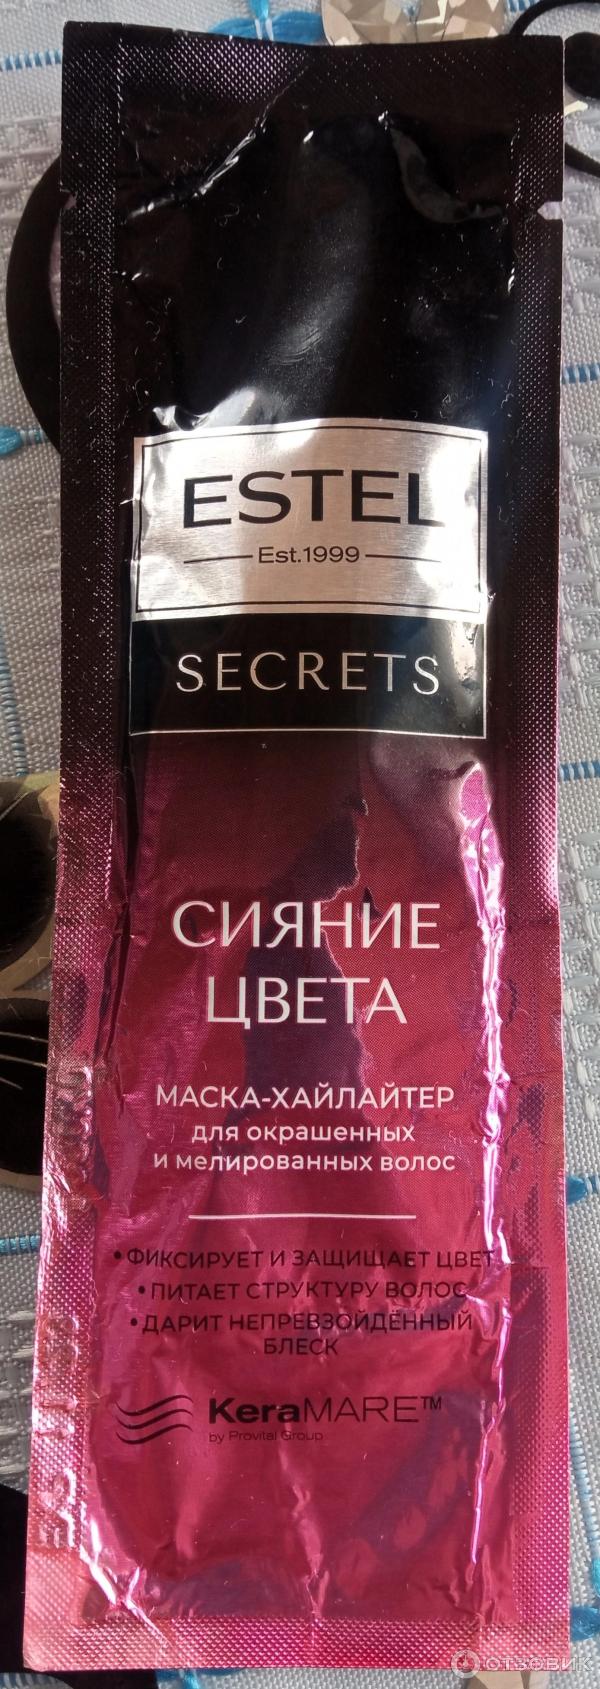 ESTEL
Est.1999
SECRETS
СИЯНИЕ
ЦВЕТА
МАСКА-ХАЙЛАЙТЕР
для окрашенных
и мелированных волос
•ФИКСИРУЕТ И ЗАЩИЩАЕТ ЦВЕТ
•ПИТАЕТ СТРУКТУРУ ВОЛОС
•ДАРИТ НЕПРЕВЗОЙДЁННЫЙ
БЛЕСК
KeraMARE™
by Provital Group
ОТЗОВИК